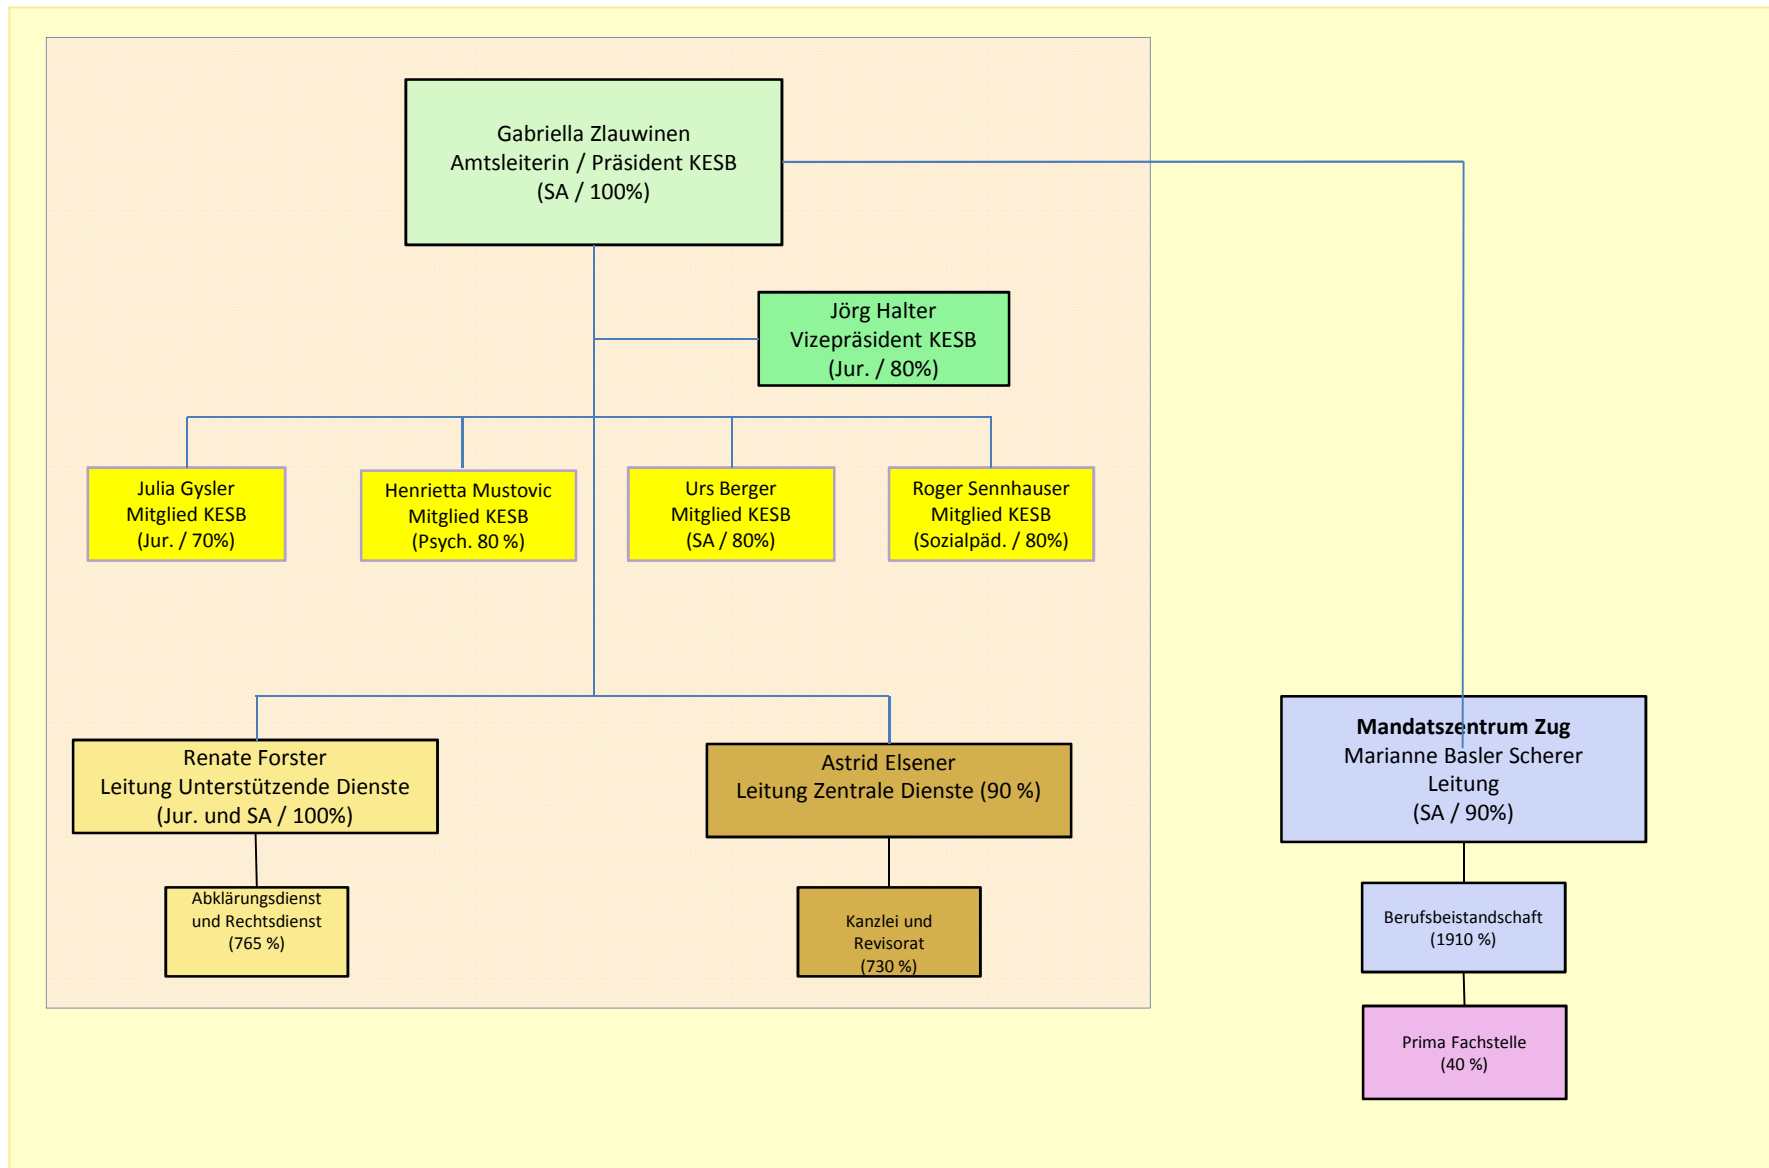 Gabriella Zlauwinen
Amtsleiterin / Präsident KESB
(SA / 100%)
Jörg Halter
Vizepräsident KESB
(Jur. / 80%)
Julia Gysler
Mitglied KESB
(Jur. / 70%)
Henrietta Mustovic
Mitglied KESB
(Psych. 80 %)
Urs Berger
Mitglied KESB
(SA / 80%)
Roger Sennhauser
Mitglied KESB
(Sozialpäd. / 80%)
Renate Forster
Leitung Unterstützende Dienste
(Jur. und SA / 100%)
Astrid Elsener
Leitung Zentrale Dienste (90 %)
Mandatszentrum Zug
Marianne Basler Scherer
Leitung
(SA / 90%)
Abklärungsdienst
und Rechtsdienst
(765 %)
Kanzlei und
Revisorat
(730 %)
Berufsbeistandschaft
(1910 %)
Prima Fachstelle
(40 %)